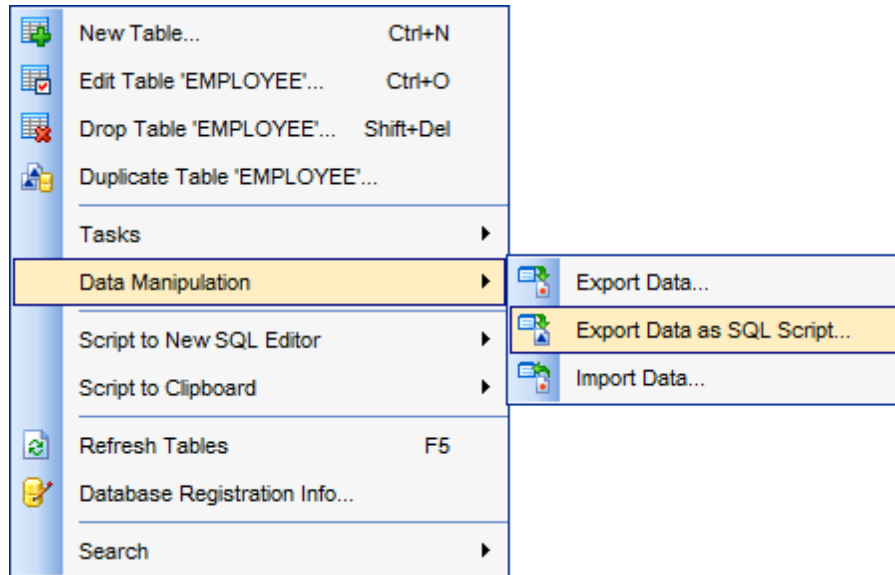 New Table... Ctrl+N
Edit Table 'EMPLOYEE'... Ctrl+O
Drop Table 'EMPLOYEE'... Shift+Del
Duplicate Table 'EMPLOYEE'...
Tasks
Data Manipulation
Export Data...
Export Data as SQL Script...
Import Data...
Script to New SQL Editor
Script to Clipboard
Refresh Tables F5
Database Registration Info...
Search